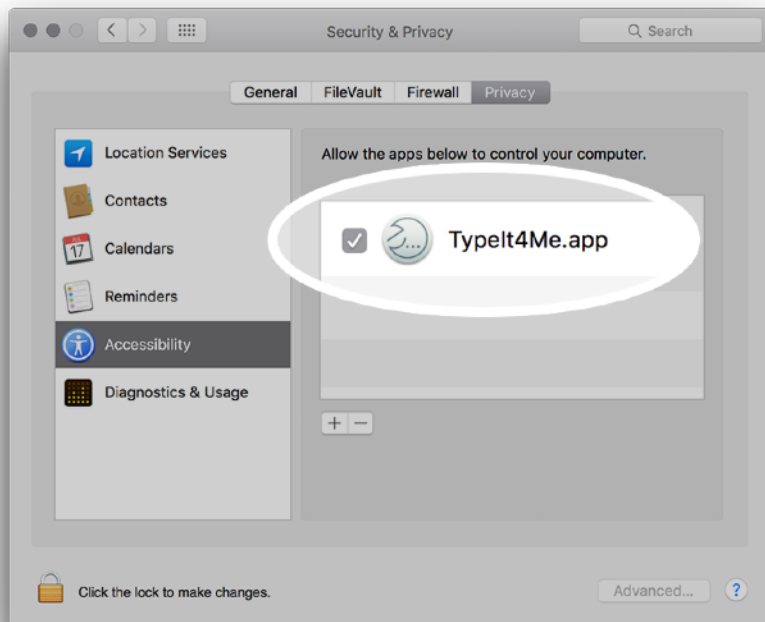 Security & Privacy
Search
General
FileVault
Firewall
Privacy
Location Services
Contacts
JUL
17
Calendars
Reminders
Accessibility
Diagnostics & Usage
Allow the apps below to control your computer.
TypeIt4Me.app
+ −
Click the lock to make changes.
Advanced...
?